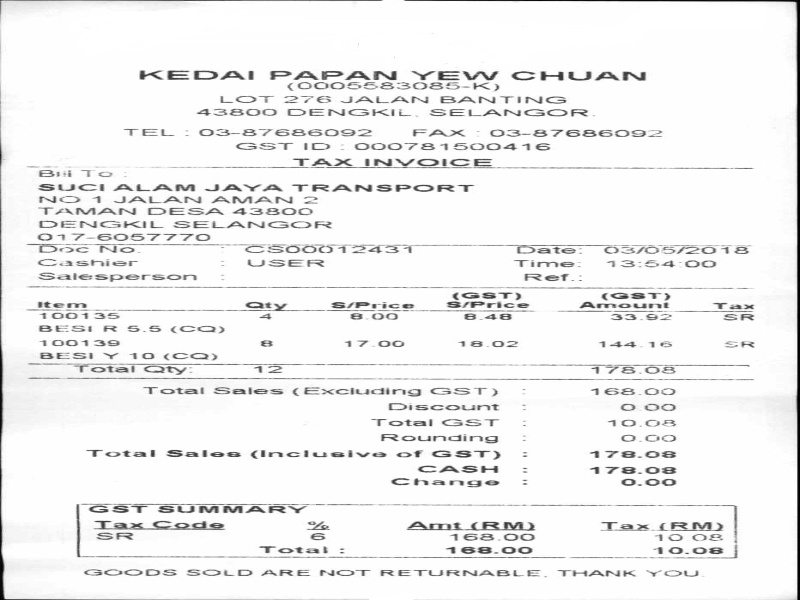 KEDAI PAPAN YEW CHUAN
(0005583085-K)
LOT 276 JALAN BANTING
43800 DENGKIL, SELANGOR.
TEL : 03-87686092 FAX : 03-87686092
GST ID : 000781500416
TAX INVOICE
Bill To :
SUCI ALAM JAYA TRANSPORT
NO 1 JALAN AMAN 2
TAMAN DESA 43800
DENGKIL SELANGOR
017-6057770
Doc No. : CS00012431 Date: 03/05/2018
Cashier : USER Time: 13:54:00
Salesperson : Ref.:
(GST) (GST)
Item Qty S/Price S/Price Amount Tax
100135 4 8.00 8.48 33.92 SR
BESI R 5.5 (CQ)
100139 8 17.00 18.02 144.16 SR
BESI Y 10 (CQ)
Total Qty: 12 178.08
Total Sales (Excluding GST) : 168.00
Discount : 0.00
Total GST : 10.08
Rounding : 0.00
Total Sales (Inclusive of GST) : 178.08
CASH : 178.08
Change : 0.00
GST SUMMARY
Tax Code % Amt (RM) Tax (RM)
SR 6 168.00 10.08
Total : 168.00 10.08
GOODS SOLD ARE NOT RETURNABLE, THANK YOU.